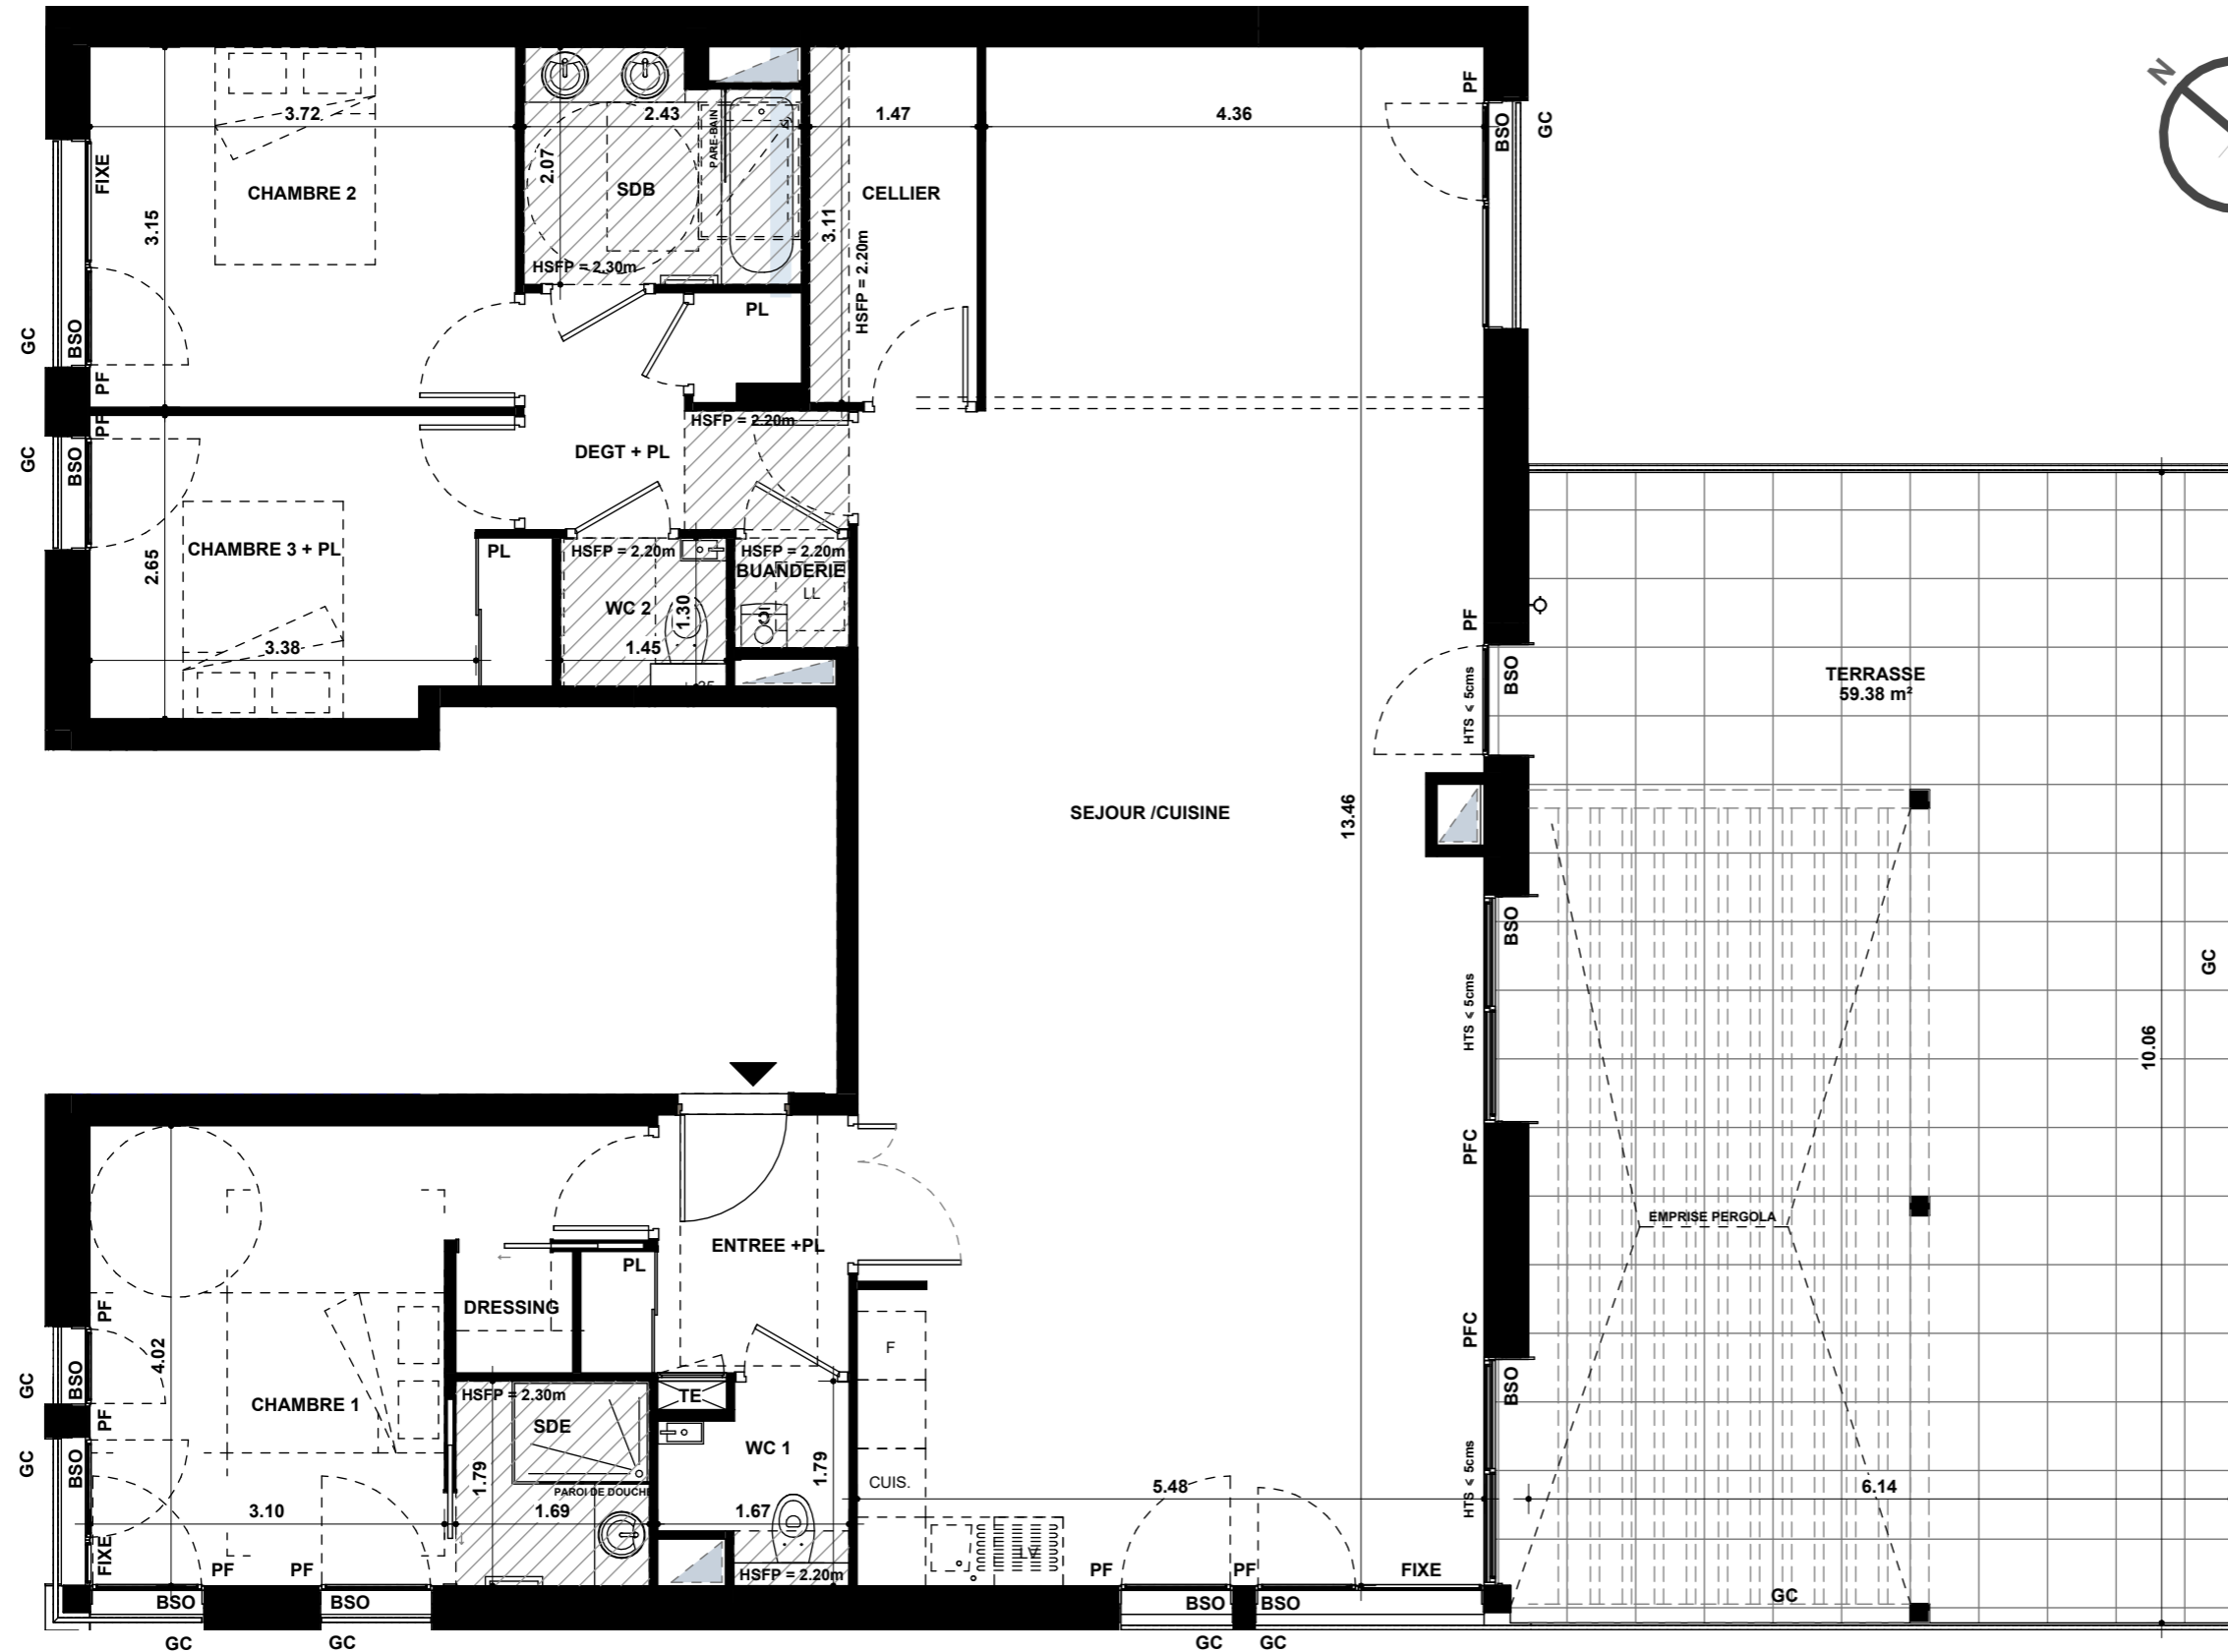 N
PF
BSO
GC
3.72
2.43
1.47
4.36
PARE-BAIN
FIXE
2.07
CHAMBRE 2
SDB
CELLIER
3.15
3.11
HSFP = 2.30m
HSFP = 2.20m
PL
GC
BSO
PF
PF
HSFP = 2.20m
GC
BSO
DEGT + PL
CHAMBRE 3 + PL
PL
HSFP = 2.20m
HSFP = 2.20m
BUANDERIE
LL
2.65
WC 2
1.30
3.38
1.45
PF
HTS < 5cms
BSO
TERRASSE
59.38 m²
SEJOUR /CUISINE
13.46
BSO
GC
HTS < 5cms
10.06
PFC
EMPRISE PERGOLA
ENTREE +PL
PL
DRESSING
PF
PFC
F
4.02
GC
BSO
HSFP = 2.30m
TE
BSO
CHAMBRE 1
PF
SDE
WC 1
GC
BSO
1.79
1.79
CUIS.
HTS < 5cms
PAROI DE DOUCHE
5.48
6.14
3.10
1.69
1.67
FIXE
LV
PF
PF
HSFP = 2.20m
PF
PF
FIXE
GC
BSO
BSO
BSO
BSO
GC
GC
GC
GC